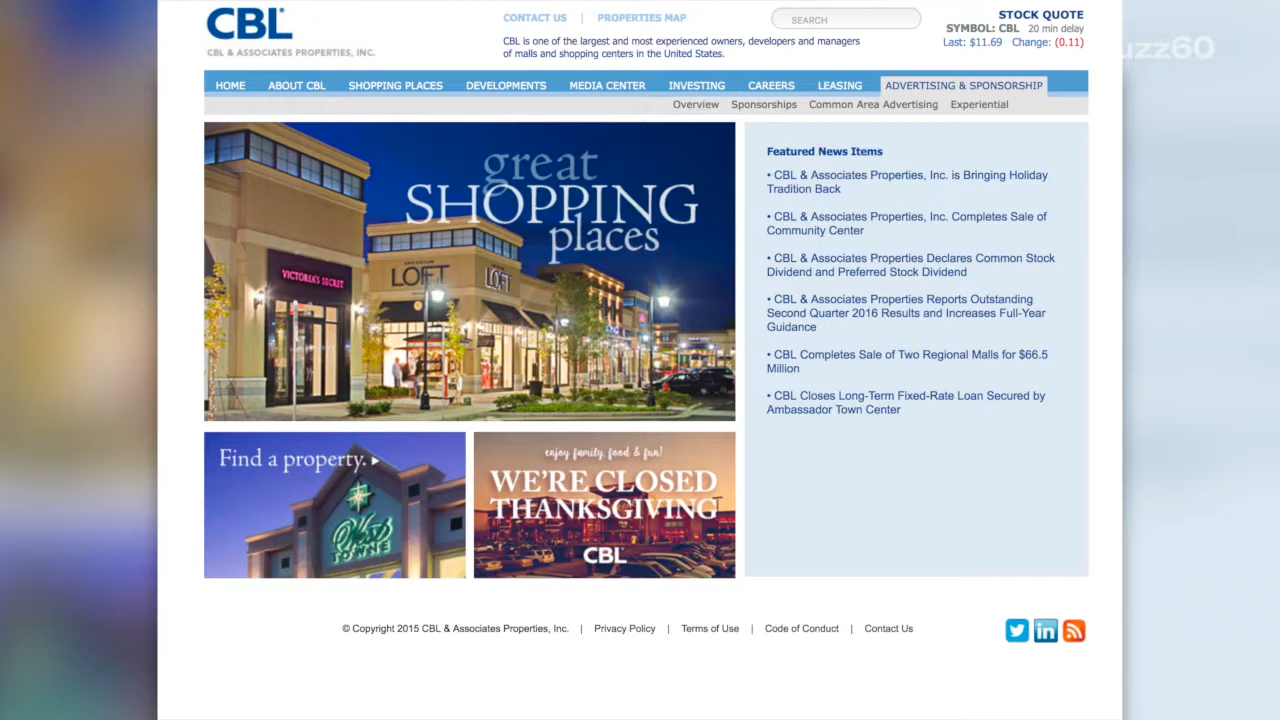 CBL
CBL & ASSOCIATES PROPERTIES, INC.
CONTACT US | PROPERTIES MAP
CBL is one of the largest and most experienced owners, developers and managers
of malls and shopping centers in the United States.
SEARCH
STOCK QUOTE
SYMBOL: CBL 20 min delay
Last: $11.69 Change: (0.11)
uzz60
HOME ABOUT CBL SHOPPING PLACES DEVELOPMENTS MEDIA CENTER INVESTING CAREERS LEASING ADVERTISING & SPONSORSHIP
Overview Sponsorships Common Area Advertising Experiential
great
SHOPPING
places
VICTORIA'S SECRET
LOFT
LOFT
Featured News Items
• CBL & Associates Properties, Inc. is Bringing Holiday
Tradition Back
• CBL & Associates Properties, Inc. Completes Sale of
Community Center
• CBL & Associates Properties Declares Common Stock
Dividend and Preferred Stock Dividend
• CBL & Associates Properties Reports Outstanding
Second Quarter 2016 Results and Increases Full-Year
Guidance
• CBL Completes Sale of Two Regional Malls for $66.5
Million
• CBL Closes Long-Term Fixed-Rate Loan Secured by
Ambassador Town Center
Find a property.
West
TOWNE
enjoy family, food & fun!
WE'RE CLOSED
THANKSGIVING
CBL
© Copyright 2015 CBL & Associates Properties, Inc. | Privacy Policy | Terms of Use | Code of Conduct | Contact Us